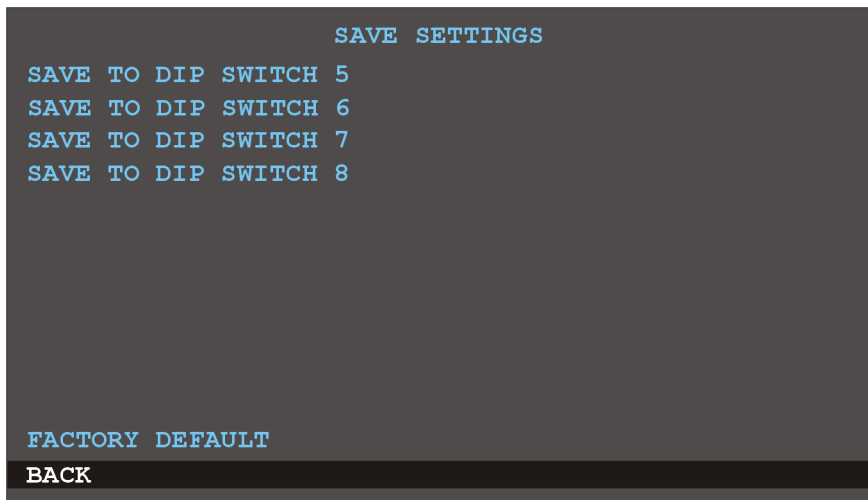 SAVE SETTINGS
SAVE TO DIP SWITCH 5
SAVE TO DIP SWITCH 6
SAVE TO DIP SWITCH 7
SAVE TO DIP SWITCH 8
FACTORY DEFAULT
BACK